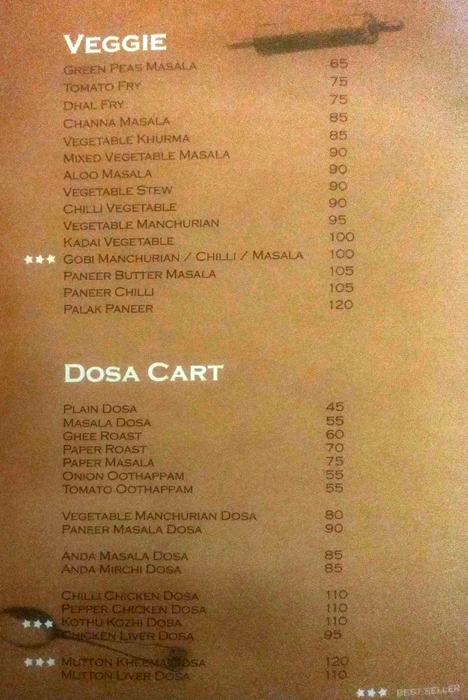 VEGGIE
GREEN PEAS MASALA 65
TOMATO FRY 75
DHAL FRY 75
CHANNA MASALA 85
VEGETABLE KHURMA 85
MIXED VEGETABLE MASALA 90
ALOO MASALA 90
VEGETABLE STEW 90
CHILLI VEGETABLE 90
VEGETABLE MANCHURIAN 95
KADAI VEGETABLE 100
GOBI MANCHURIAN / CHILLI / MASALA 100
PANEER BUTTER MASALA 105
PANEER CHILLI 105
PALAK PANEER 120
DOSA CART
PLAIN DOSA 45
MASALA DOSA 55
GHEE ROAST 60
PAPER ROAST 70
PAPER MASALA 75
ONION OOTHAPPAM 55
TOMATO OOTHAPPAM 55
VEGETABLE MANCHURIAN DOSA 80
PANEER MASALA DOSA 90
ANDA MASALA DOSA 85
ANDA MIRCHI DOSA 85
CHILLI CHICKEN DOSA 110
PEPPER CHICKEN DOSA 110
KOTHU KOZHI DOSA 110
CHICKEN LIVER DOSA 95
MUTTON KHEEMA DOSA 120
MUTTON LIVER DOSA 110
BEST SELLER